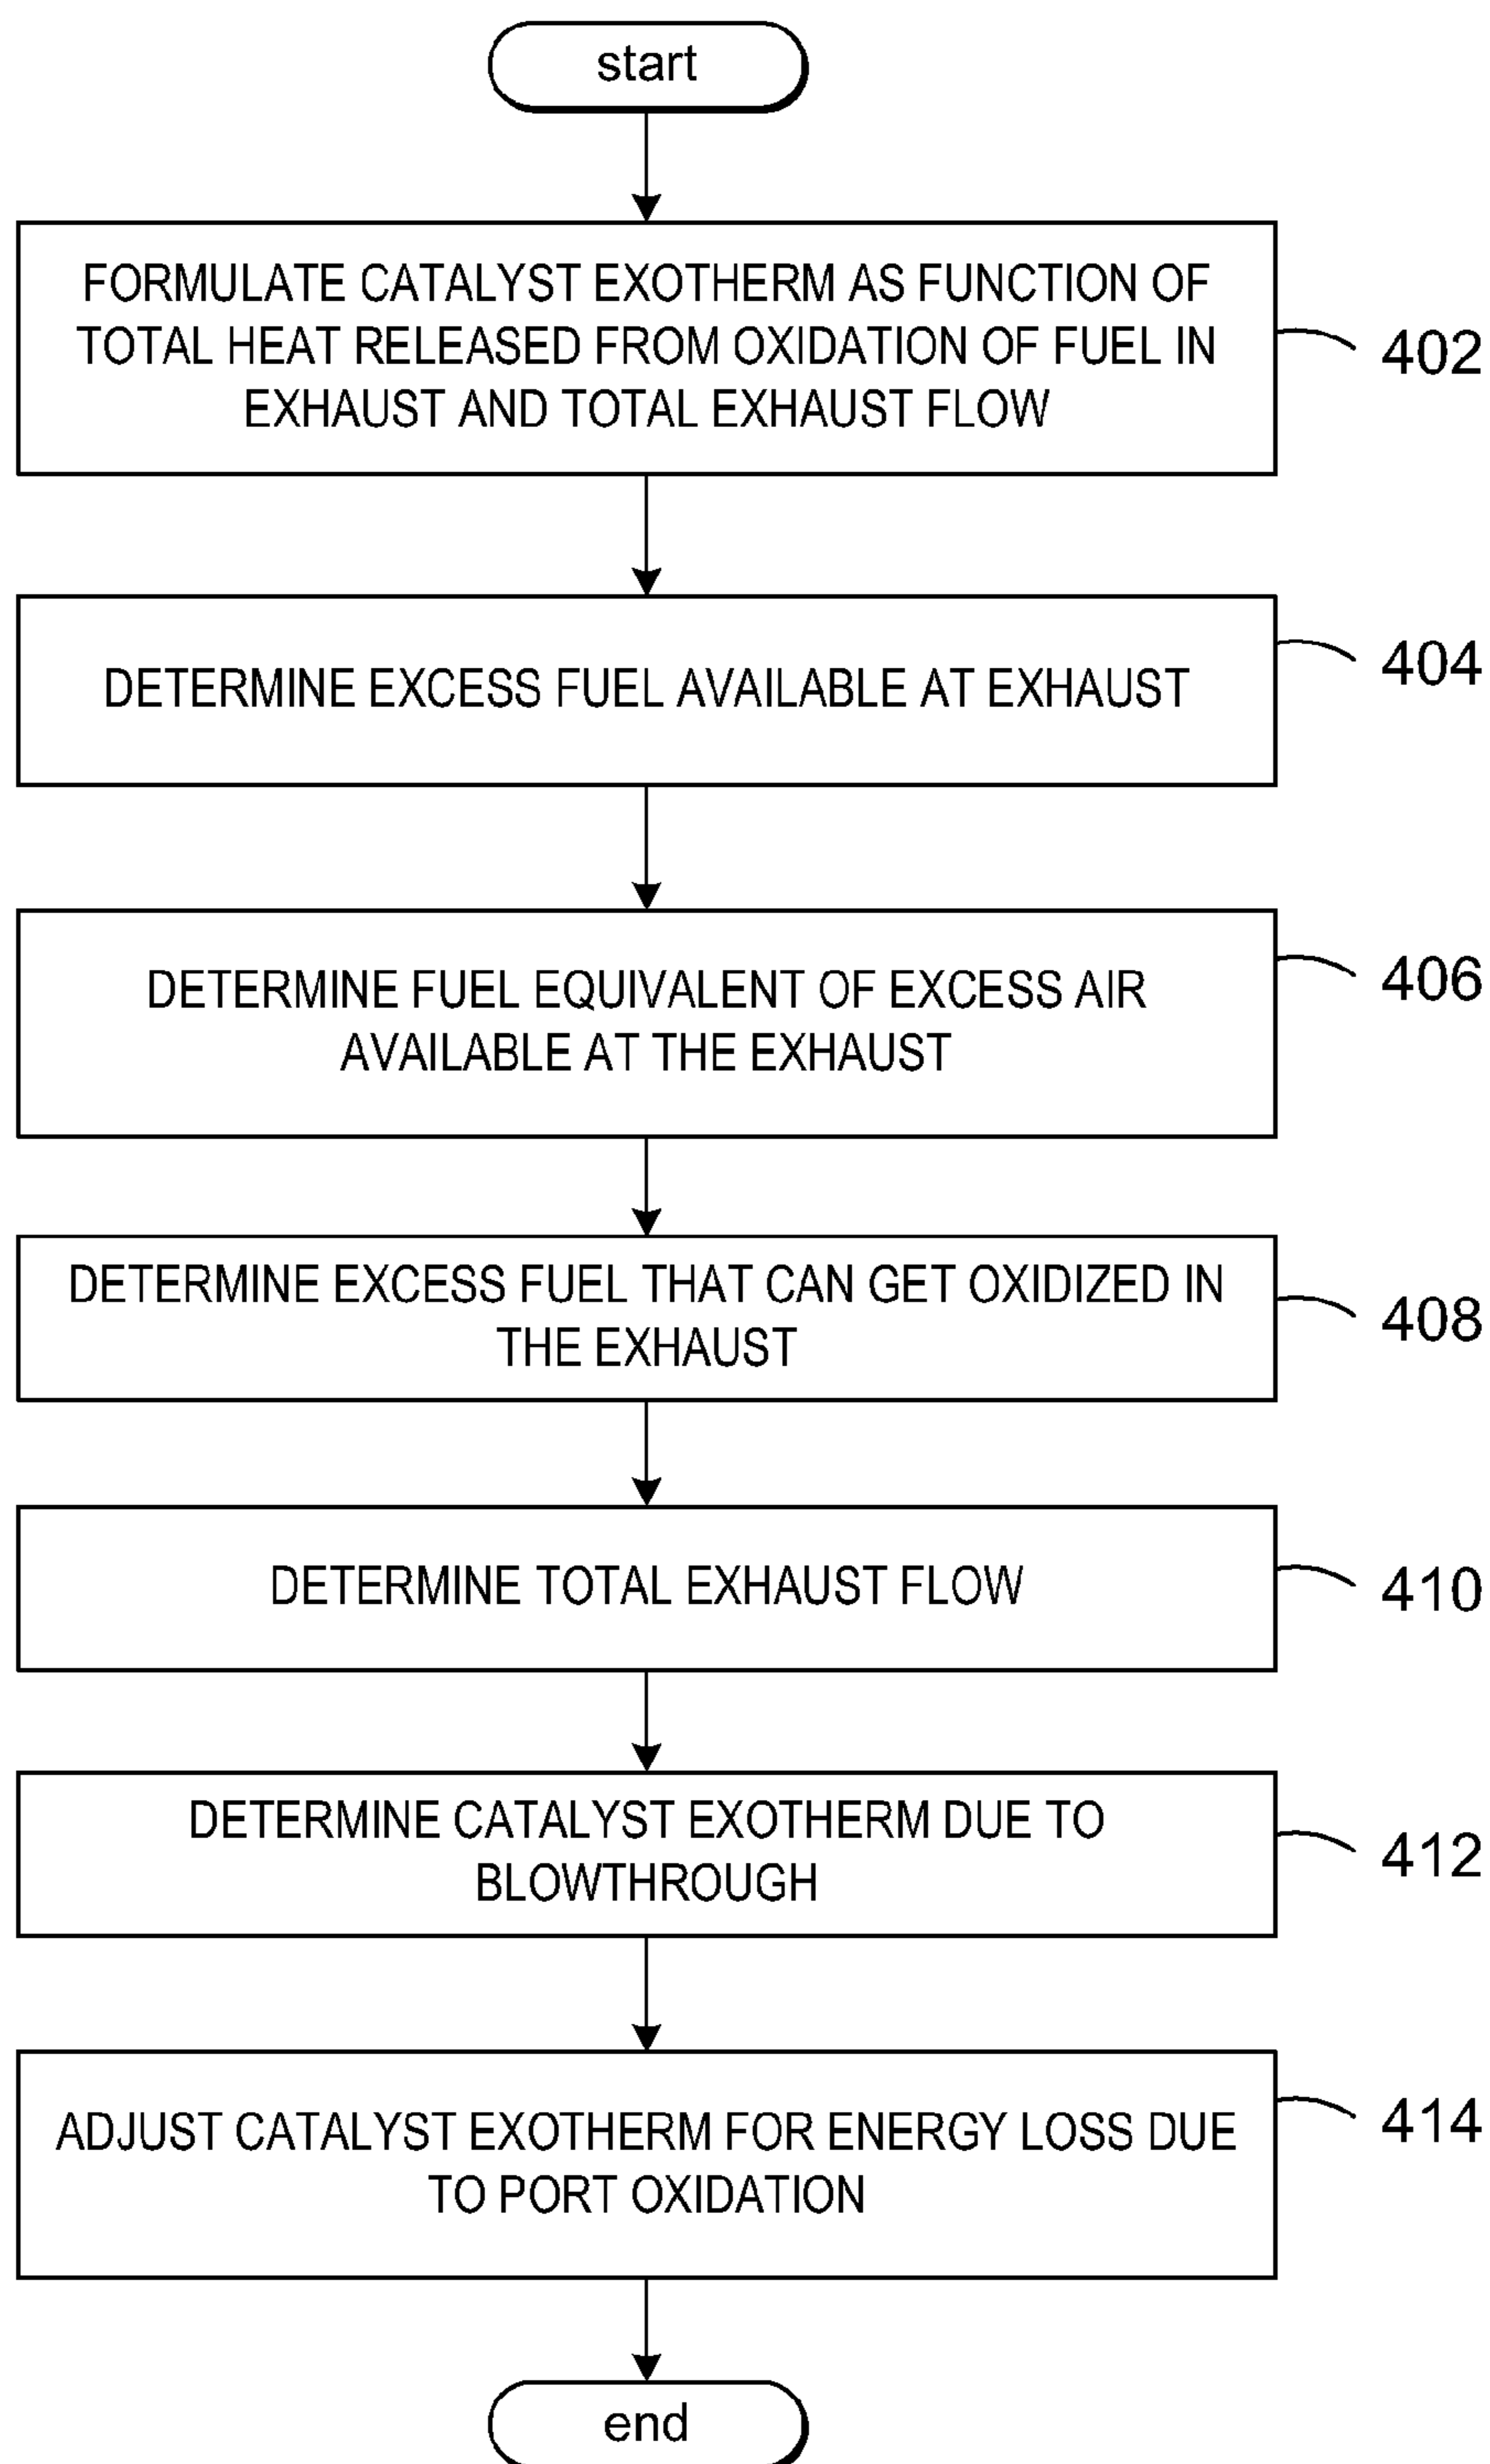 start
FORMULATE CATALYST EXOTHERM AS FUNCTION OF
TOTAL HEAT RELEASED FROM OXIDATION OF FUEL IN
EXHAUST AND TOTAL EXHAUST FLOW
402
DETERMINE EXCESS FUEL AVAILABLE AT EXHAUST
404
DETERMINE FUEL EQUIVALENT OF EXCESS AIR
AVAILABLE AT THE EXHAUST
406
DETERMINE EXCESS FUEL THAT CAN GET OXIDIZED IN
THE EXHAUST
408
DETERMINE TOTAL EXHAUST FLOW
410
DETERMINE CATALYST EXOTHERM DUE TO
BLOWTHROUGH
412
ADJUST CATALYST EXOTHERM FOR ENERGY LOSS DUE
TO PORT OXIDATION
414
end